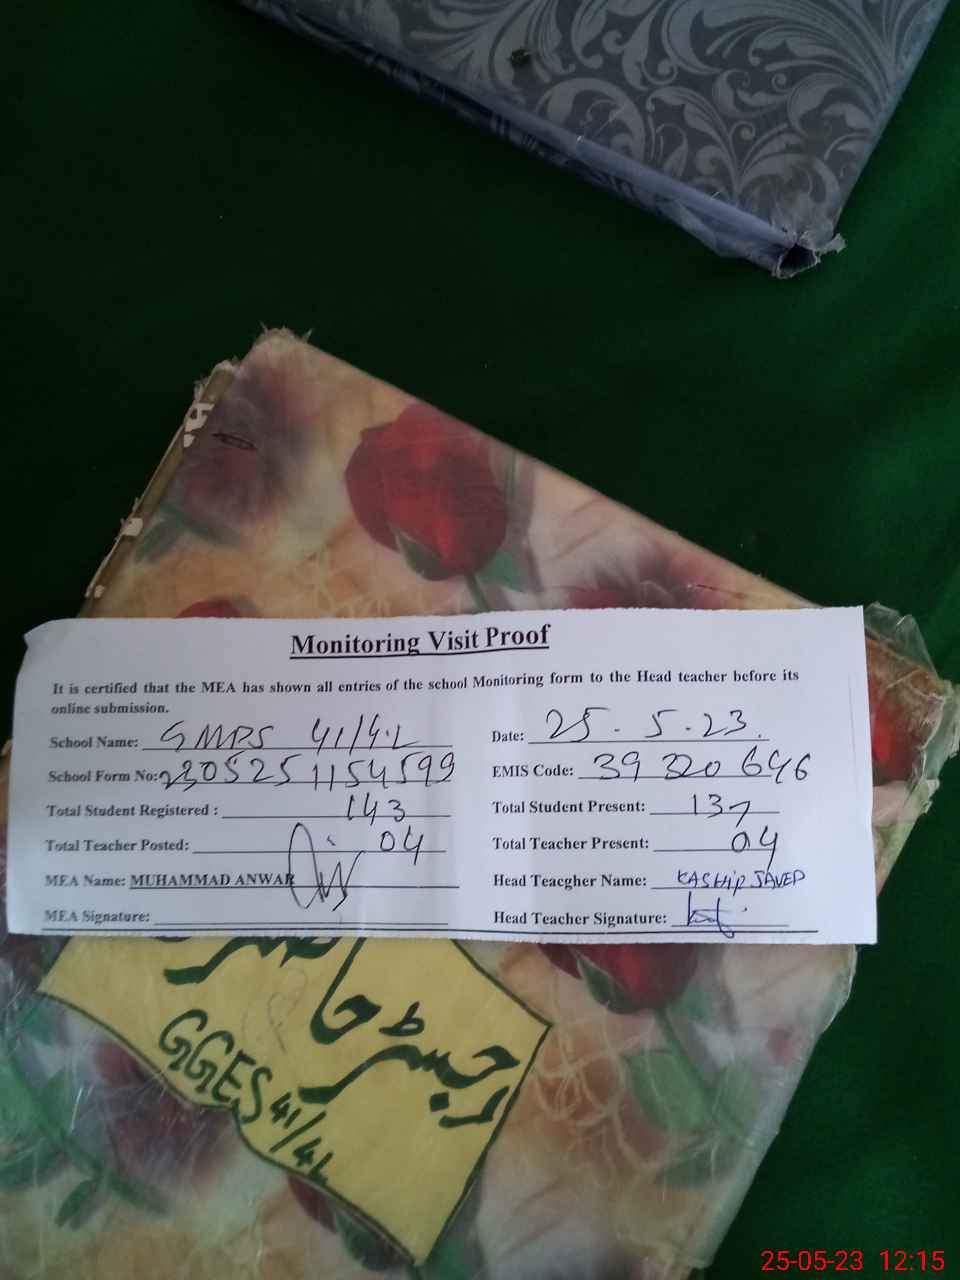 Monitoring Visit Proof
It is certified that the MEA has shown all entries of the school Monitoring form to the Head teacher before its
online submission.
School Name: GMPS 41/4.L Date: 25.5.23.
School Form No: 230525 1154599 EMIS Code: 39320646
Total Student Registered : 143 Total Student Present: 137
Total Teacher Posted: 04 Total Teacher Present: 04
MEA Name: MUHAMMAD ANWAR Head Teacgher Name: KASHIP JAVED
MEA Signature: Head Teacher Signature:
رجسٹر حاضری
GGES 41/4L
25-05-23 12:15